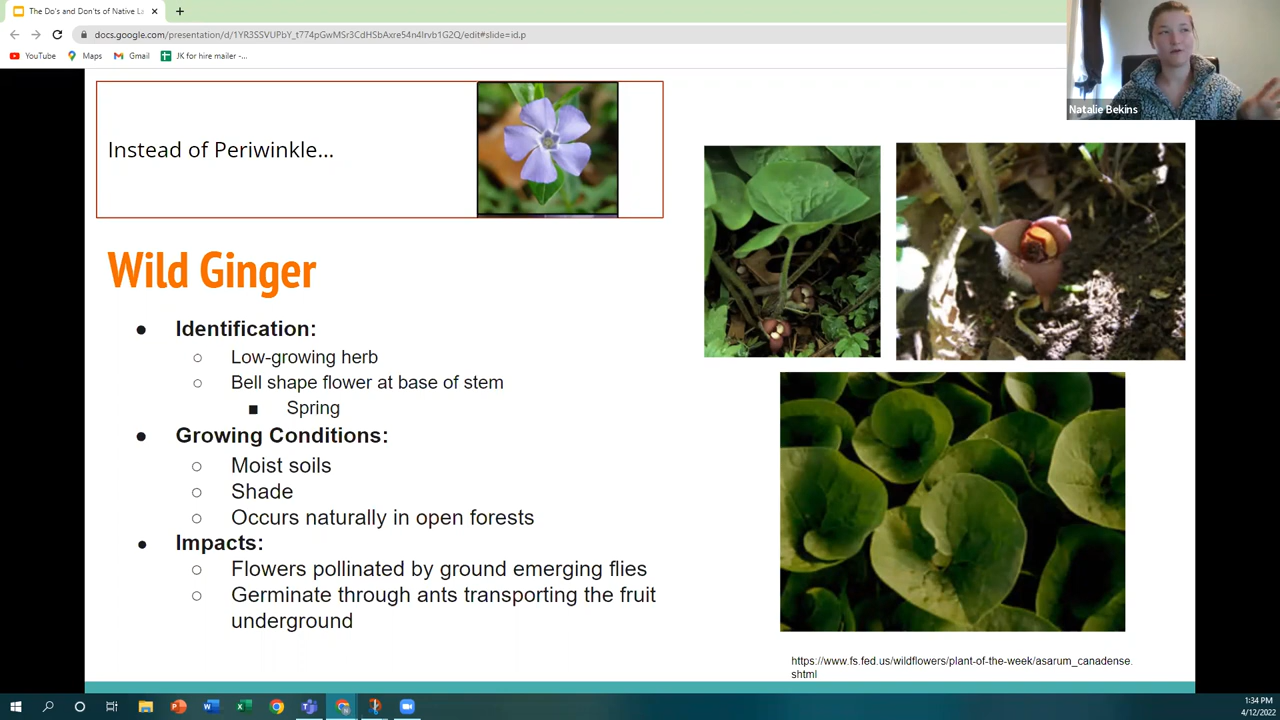 The Do's and Don'ts of Native La
docs.google.com/presentation/d/1YR3SSVUPbY_t774pGwMSr3CdHSbAxre54n4lrvb1G2Q/edit#slide=id.p
YouTube
Maps
Gmail
JK for hire mailer -...
Natalie Bekins
Instead of Periwinkle...
Wild Ginger
● Identification:
○ Low-growing herb
○ Bell shape flower at base of stem
■ Spring
● Growing Conditions:
○ Moist soils
○ Shade
○ Occurs naturally in open forests
● Impacts:
○ Flowers pollinated by ground emerging flies
○ Germinate through ants transporting the fruit
underground
https://www.fs.fed.us/wildflowers/plant-of-the-week/asarum_canadense.
shtml
1:34 PM
4/12/2022